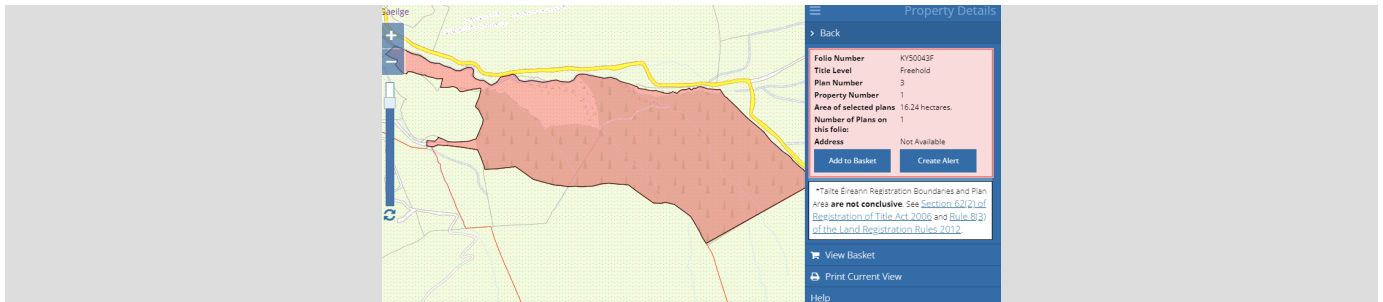 Gaeilge
+
−
Property Details
Back
Folio Number KY50043F
Title Level Freehold
Plan Number 3
Property Number 1
Area of selected plans 16.24 hectares.
Number of Plans on 1
this folio:
Address Not Available
Add to Basket Create Alert
*Tailte Éireann Registration Boundaries and Plan
Area are not conclusive. See Section 62(2) of
Registration of Title Act 2006 and Rule 8(3)
of the Land Registration Rules 2012.
View Basket
Print Current View
Help